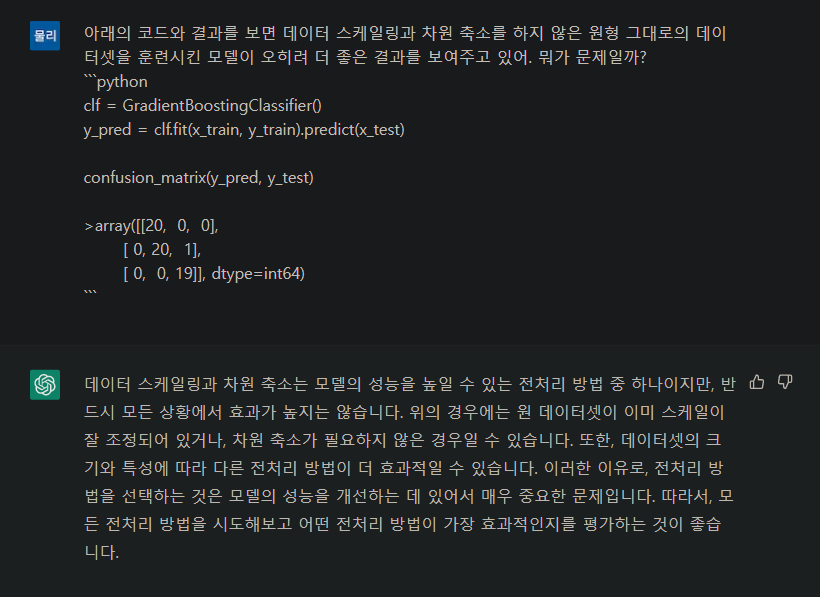 물리
아래의 코드와 결과를 보면 데이터 스케일링과 차원 축소를 하지 않은 원형 그대로의 데이
터셋을 훈련시킨 모델이 오히려 더 좋은 결과를 보여주고 있어. 뭐가 문제일까?
```python
clf = GradientBoostingClassifier()
y_pred = clf.fit(x_train, y_train).predict(x_test)
confusion_matrix(y_pred, y_test)
>array([[20, 0, 0],
[ 0, 20, 1],
[ 0, 0, 19]], dtype=int64)
```
데이터 스케일링과 차원 축소는 모델의 성능을 높일 수 있는 전처리 방법 중 하나이지만, 반
드시 모든 상황에서 효과가 높지는 않습니다. 위의 경우에는 원 데이터셋이 이미 스케일이
잘 조정되어 있거나, 차원 축소가 필요하지 않은 경우일 수 있습니다. 또한, 데이터셋의 크
기와 특성에 따라 다른 전처리 방법이 더 효과적일 수 있습니다. 이러한 이유로, 전처리 방
법을 선택하는 것은 모델의 성능을 개선하는 데 있어서 매우 중요한 문제입니다. 따라서, 모
든 전처리 방법을 시도해보고 어떤 전처리 방법이 가장 효과적인지를 평가하는 것이 좋습
니다.